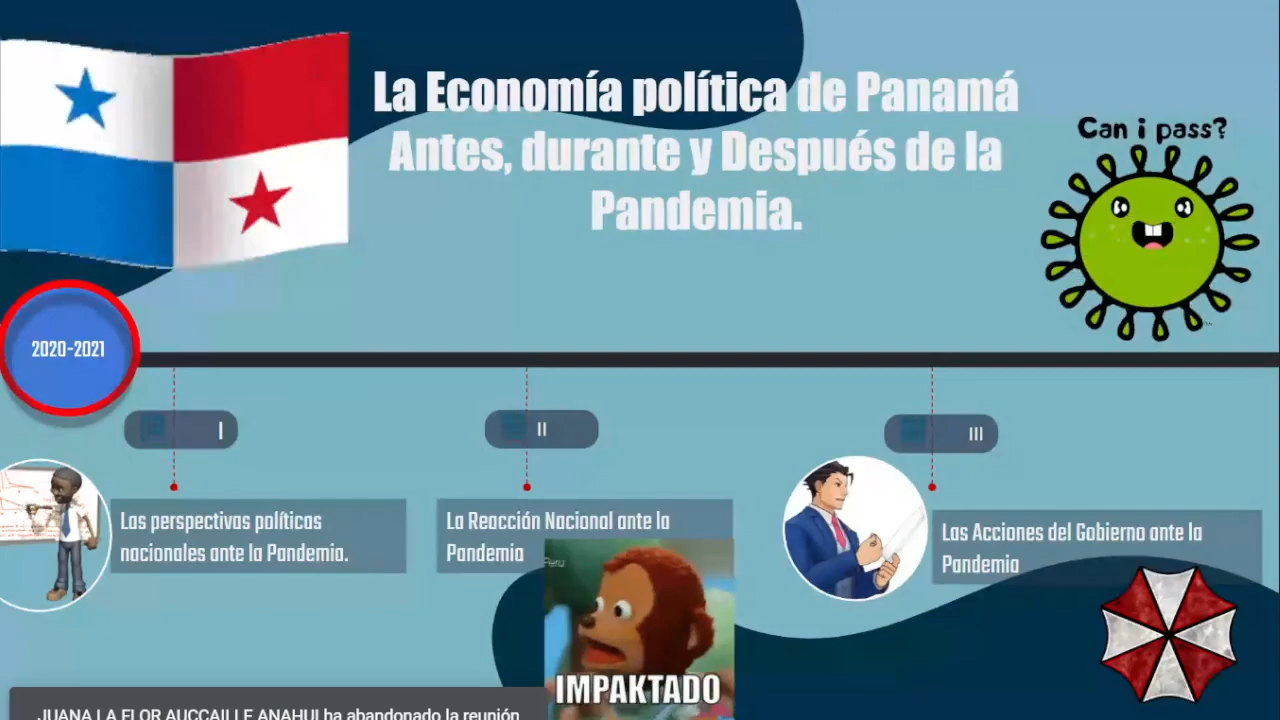 La Economía política de Panamá
Antes, durante y Después de la
Pandemia.
Can i pass?
2020-2021
I
II
III
Las perspectivas políticas
nacionales ante la Pandemia.
La Reacción Nacional ante la
Pandemia
Las Acciones del Gobierno ante la
Pandemia
Peru
IMPAKTADO
JUANA LA FLOR AUCCAILLE ANAHUI ha abandonado la reunión